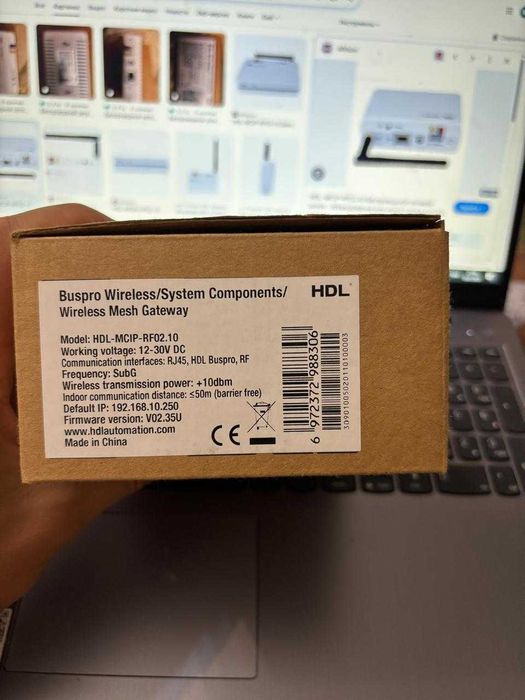 Buspro Wireless/System Components/
Wireless Mesh Gateway
HDL
Model: HDL-MCIP-RF02.10
Working voltage: 12-30V DC
Communication interfaces: RJ45, HDL Buspro, RF
Frequency: SubG
Wireless transmission power: +10dbm
Indoor communication distance: ≤50m (barrier free)
Default IP: 192.168.10.250
Firmware version: V02.35U
www.hdlautomation.com
Made in China
CE
6 972372 988306
3090100502011010003